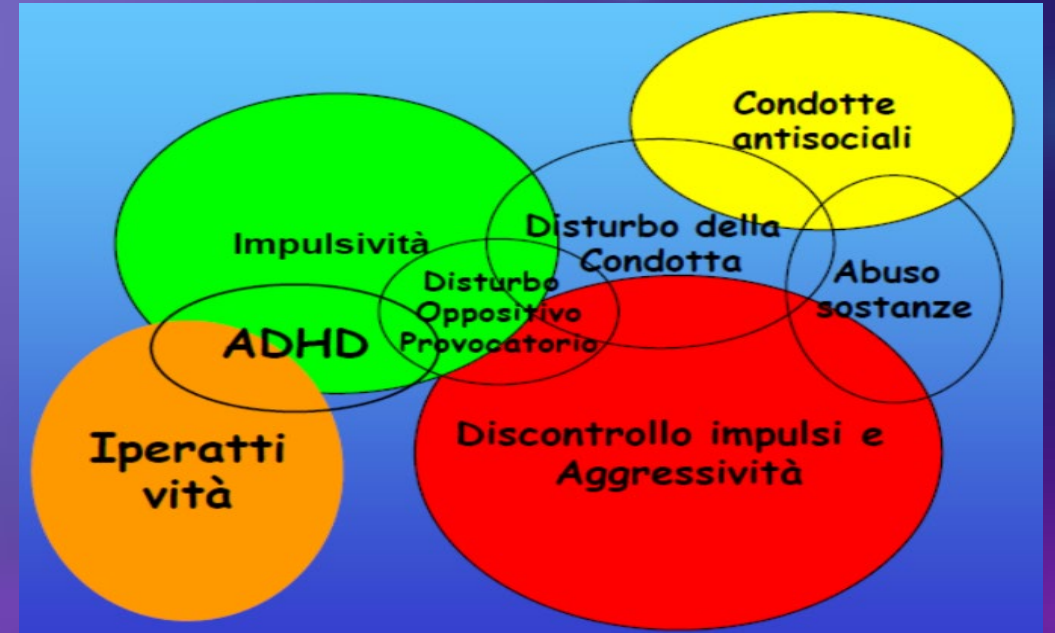 Condotte
antisociali
Impulsività
Disturbo della
Condotta
Disturbo
Oppositivo
Provocatorio
Abuso
sostanze
ADHD
Iperatti
vità
Discontrollo impulsi e
Aggressività